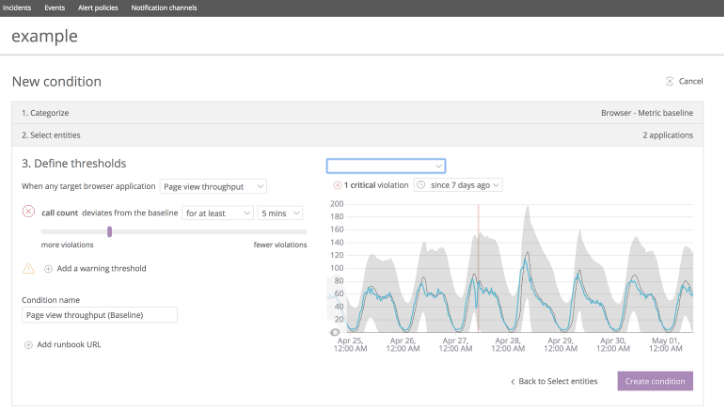 Incidents Events Alert policies Notification channels
example
New condition
Cancel
1. Categorize
Browser - Metric baseline
2. Select entities
2 applications
3. Define thresholds
When any target browser application Page view throughput
call count deviates from the baseline for at least 5 mins
more violations fewer violations
Add a warning threshold
Condition name
Page view throughput (Baseline)
Add runbook URL
1 critical violation since 7 days ago
200
180
160
140
120
100
80
60
40
20
0
Apr 25, 12:00 AM
Apr 26, 12:00 AM
Apr 27, 12:00 AM
Apr 28, 12:00 AM
Apr 29, 12:00 AM
Apr 30, 12:00 AM
May 01, 12:00 AM
Back to Select entities
Create condition